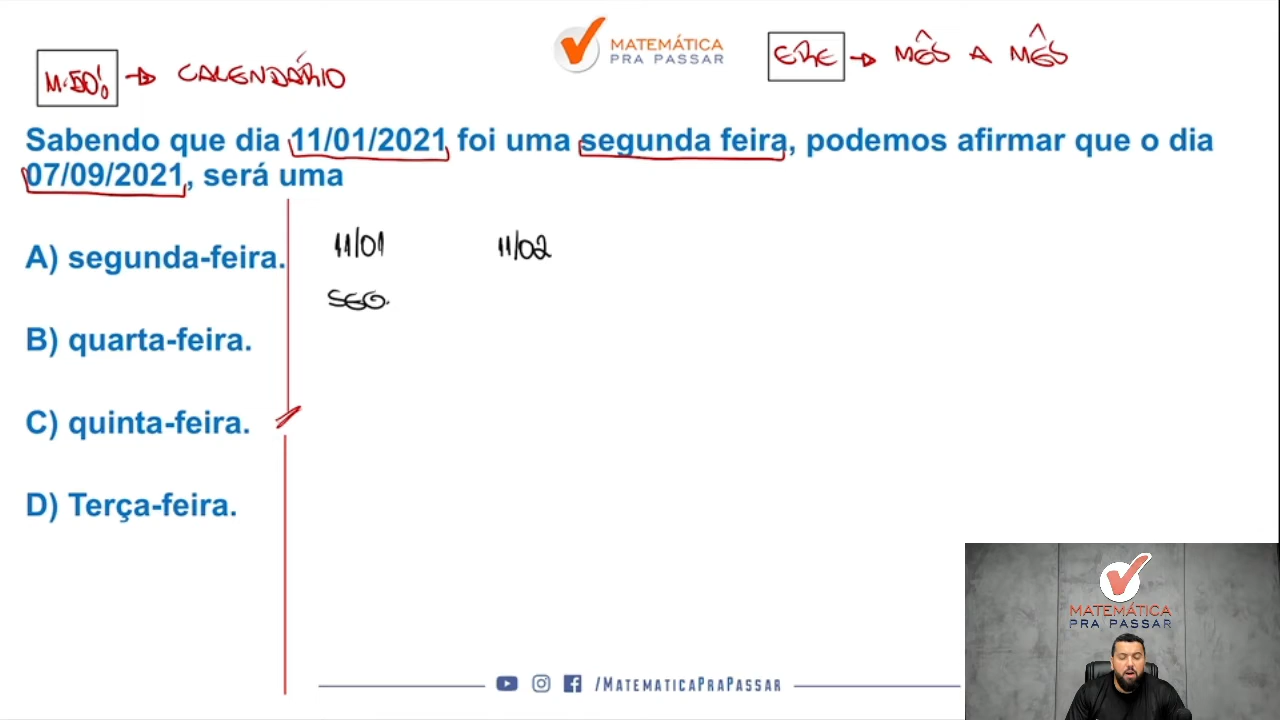 MATEMÁTICA
PRA PASSAR
CALENDÁRIO
MÊS A MÊS
Sabendo que dia 11/01/2021 foi uma segunda feira, podemos afirmar que o dia
07/09/2021, será uma
11/01 11/02
SEG.
A) segunda-feira.
B) quarta-feira.
C) quinta-feira.
D) Terça-feira.
MATEMÁTICA
PRA PASSAR
/MATEMATICAPRAPASSAR